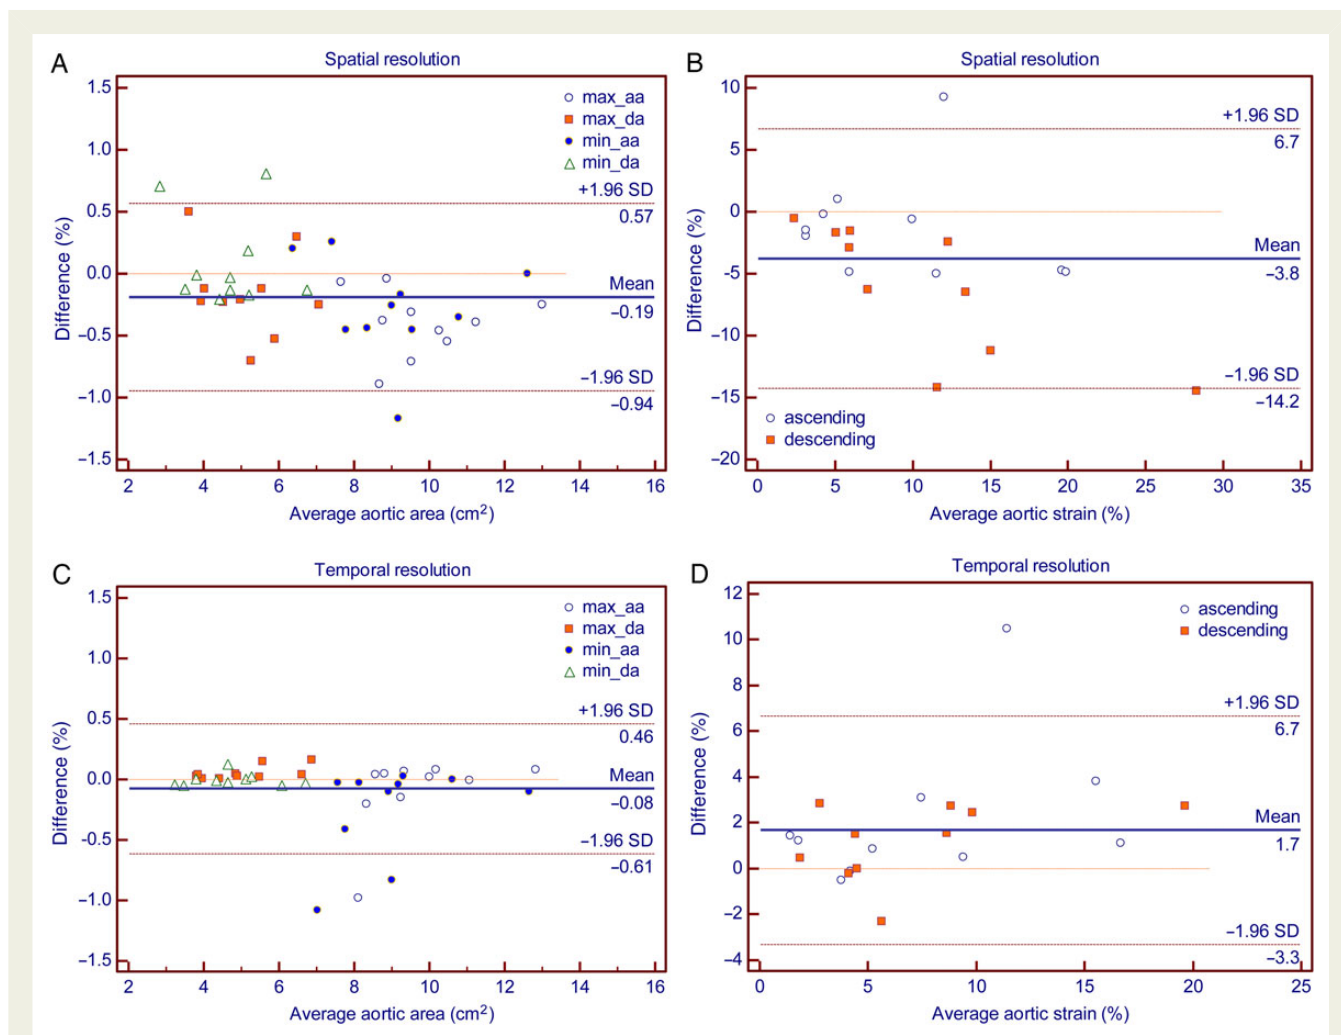 A
Spatial resolution
1.5
1.0
0.5
0.0
−0.5
−1.0
−1.5
Difference (%)
max_aa
max_da
min_aa
min_da
+1.96 SD
0.57
Mean
−0.19
−1.96 SD
−0.94
2 4 6 8 10 12 14 16
Average aortic area (cm²)
B
Spatial resolution
10
5
0
−5
−10
−15
−20
Difference (%)
+1.96 SD
6.7
Mean
−3.8
−1.96 SD
−14.2
ascending
descending
0 5 10 15 20 25 30 35
Average aortic strain (%)
C
Temporal resolution
1.5
1.0
0.5
0.0
−0.5
−1.0
−1.5
Difference (%)
max_aa
max_da
min_aa
min_da
+1.96 SD
0.46
Mean
−0.08
−1.96 SD
−0.61
2 4 6 8 10 12 14 16
Average aortic area (cm²)
D
Temporal resolution
12
10
8
6
4
2
0
−2
−4
Difference (%)
ascending
descending
+1.96 SD
6.7
Mean
1.7
−1.96 SD
−3.3
0 5 10 15 20 25
Average aortic strain (%)